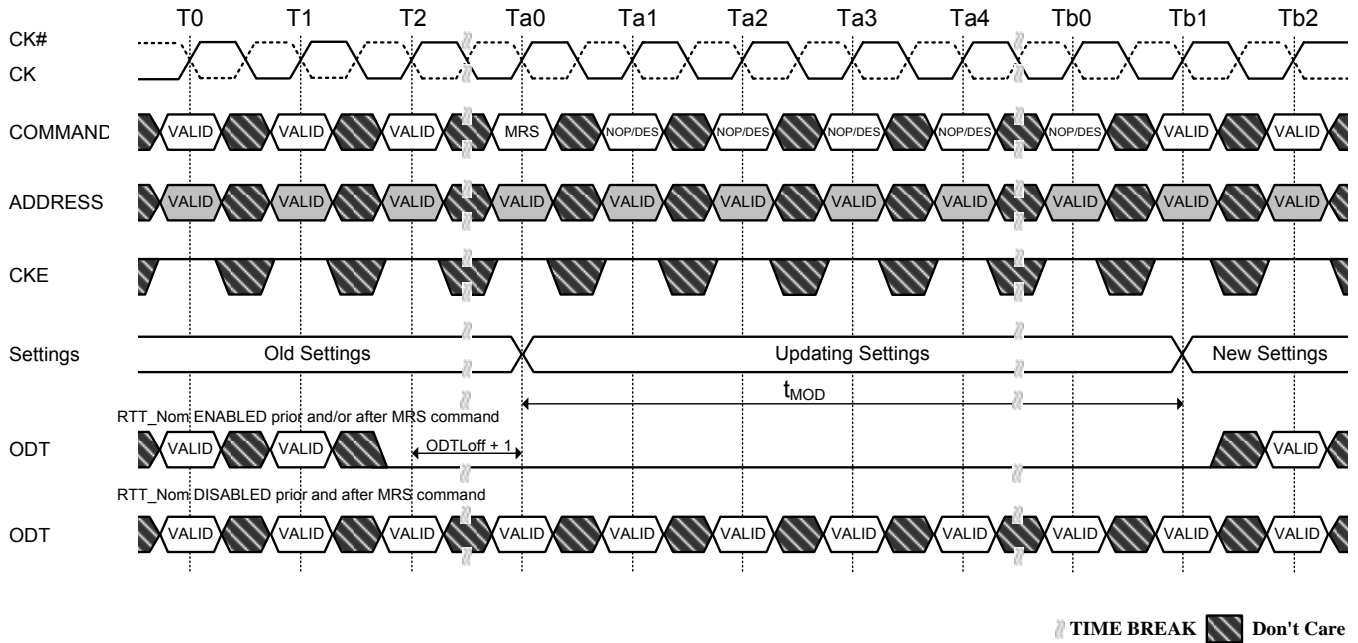 T0 T1 T2 Ta0 Ta1 Ta2 Ta3 Ta4 Tb0 Tb1 Tb2
CK#
CK
COMMAND VALID VALID VALID MRS NOP/DES NOP/DES NOP/DES NOP/DES NOP/DES VALID VALID
ADDRESS VALID VALID VALID VALID VALID VALID VALID VALID VALID VALID VALID
CKE
Settings Old Settings Updating Settings New Settings
tMOD
RTT_Nom ENABLED prior and/or after MRS command
ODT VALID VALID ODTLoff + 1 VALID
RTT_Nom DISABLED prior and after MRS command
ODT VALID VALID VALID VALID VALID VALID VALID VALID VALID VALID VALID
TIME BREAK Don't Care